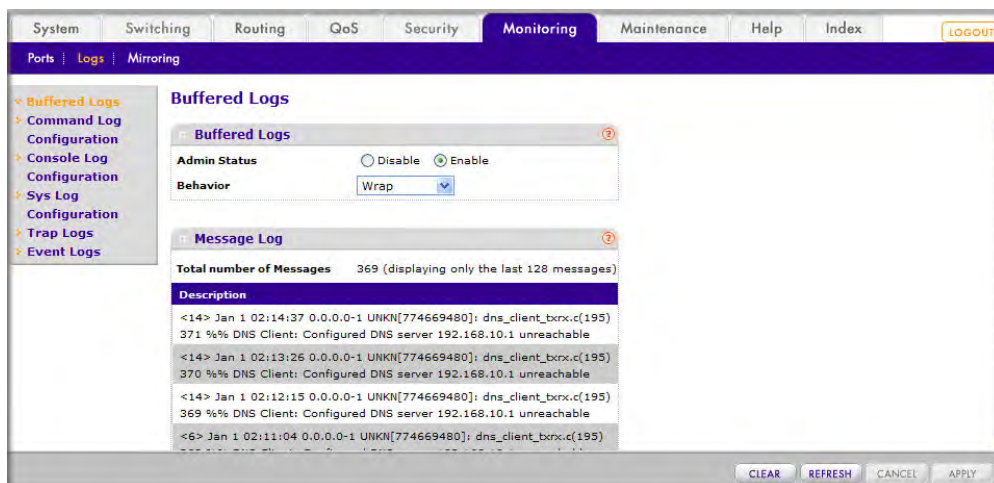 System Switching Routing QoS Security Monitoring Maintenance Help Index LOGOUT
Ports Logs Mirroring
Buffered Logs
Command Log
Configuration
Console Log
Configuration
Sys Log
Configuration
Trap Logs
Event Logs
Buffered Logs
Buffered Logs
Admin Status Disable Enable
Behavior Wrap
Message Log
Total number of Messages 369 (displaying only the last 128 messages)
Description
<14> Jan 1 02:14:37 0.0.0.0-1 UNKN[774669480]: dns_client_txrx.c(195)
371 %% DNS Client: Configured DNS server 192.168.10.1 unreachable
<14> Jan 1 02:13:26 0.0.0.0-1 UNKN[774669480]: dns_client_txrx.c(195)
370 %% DNS Client: Configured DNS server 192.168.10.1 unreachable
<14> Jan 1 02:12:15 0.0.0.0-1 UNKN[774669480]: dns_client_txrx.c(195)
369 %% DNS Client: Configured DNS server 192.168.10.1 unreachable
<6> Jan 1 02:11:04 0.0.0.0-1 UNKN[774669480]: dns_client_txrx.c(195)
CLEAR REFRESH CANCEL APPLY